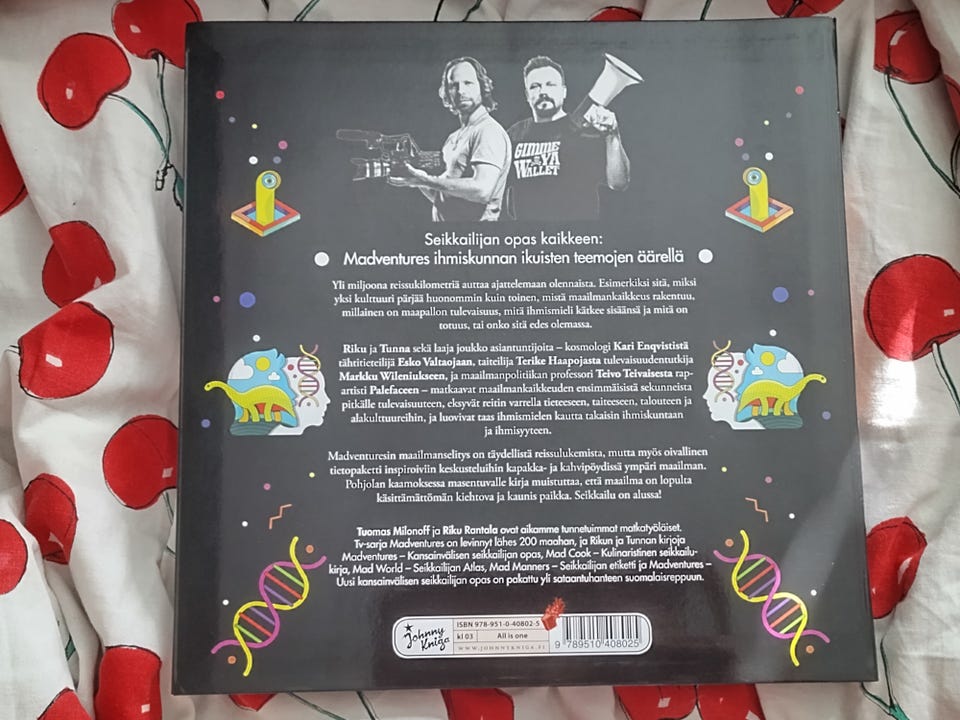 GIMME
YA
WALLET
Seikkailijan opas kaikkeen:
Madventures ihmiskunnan ikuisten teemojen äärellä
Yli miljoona reissukilometriä auttaa ajattelemaan olennaista. Esimerkiksi sitä, miksi
yksi kulttuuri pärjää huonommin kuin toinen, mistä maailmankaikkeus rakentuu,
millainen on maapallon tulevaisuus, mitä ihmismieli kätkee sisäänsä ja mitä on
totuus, tai onko sitä edes olemassa.
Riku ja Tunna sekä laaja joukko asiantuntijoita – kosmologi Kari Enqvististä
tähtitieteilijä Esko Valtaojaan, taiteilija Terike Haapojasta tulevaisuudentutkija
Markku Wileniukseen, ja maailmanpolitiikan professori Teivo Teivaisesta rap-
artisti Palefaceen – matkaavat maailmankaikkeuden ensimmäisistä sekunneista
pitkälle tulevaisuuteen, eksyvät reitin varrella tieteeseen, taiteeseen, talouteen ja
alakulttuureihin, ja luovivat taas ihmismielen kautta takaisin ihmiskuntaan
ja ihmisyyteen.
Madventuresin maailmanselitys on täydellistä reissulukemista, mutta myös oivallinen
tietopaketti inspiroiviin keskusteluihin kapakka- ja kahvipöydissä ympäri maailman.
Pohjolan kaamoksessa masentuvalle kirja muistuttaa, että maailma on lopulta
käsittämättömän kiehtova ja kaunis paikka. Seikkailu on alussa!
Tuomas Milonoff ja Riku Rantala ovat aikamme tunnetuimmat matkatyöläiset.
Tv-sarja Madventures on levinnyt lähes 200 maahan, ja Rikun ja Tunnan kirjoja
Madventures – Kansainvälisen seikkailijan opas, Mad Cook – Kulinaristinen seikkailu-
kirja, Mad World – Seikkailijan Atlas, Mad Manners – Seikkailijan etiketti ja Madventures –
Uusi kansainvälisen seikkailijan opas on pakattu yli sataantuhanteen suomalaisreppuun.
Johnny
Kniga
ISBN 978-951-0-40802-5
kl 03 All is one
WWW.JOHNNYKNIGA.FI
9 789510 408025